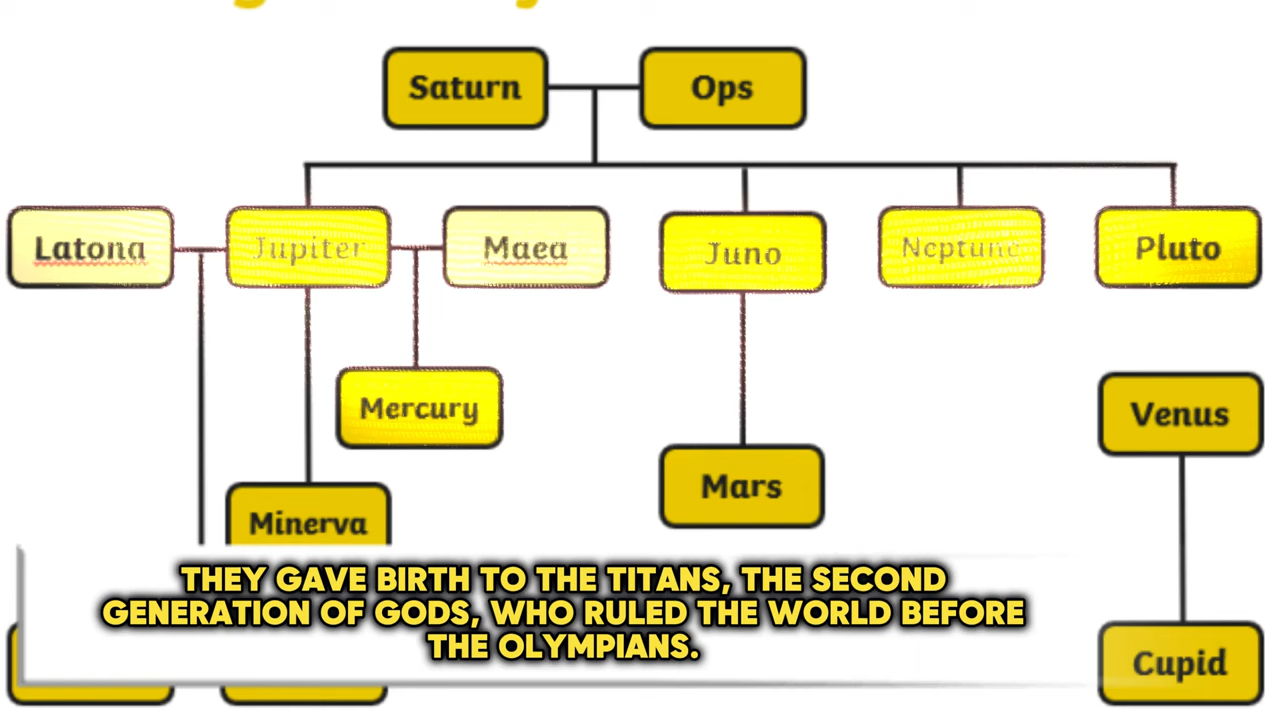 Saturn
Ops
Latona
Jupiter
Maea
Juno
Neptune
Pluto
Mercury
Venus
Mars
Minerva
THEY GAVE BIRTH TO THE TITANS, THE SECOND
GENERATION OF GODS, WHO RULED THE WORLD BEFORE
THE OLYMPIANS.
Cupid